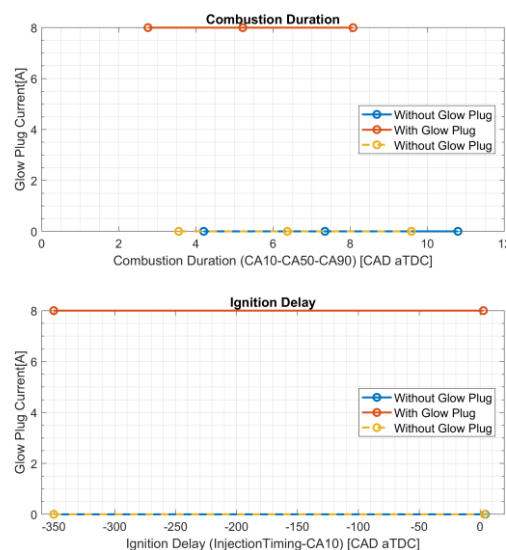 Combustion Duration
8
6
4
2
0
Glow Plug Current[A]
Without Glow Plug
With Glow Plug
Without Glow Plug
0 2 4 6 8 10 12
Combustion Duration (CA10-CA50-CA90) [CAD aTDC]
Ignition Delay
8
6
4
2
0
Glow Plug Current[A]
Without Glow Plug
With Glow Plug
Without Glow Plug
-350 -300 -250 -200 -150 -100 -50 0
Ignition Delay (InjectionTiming-CA10) [CAD aTDC]